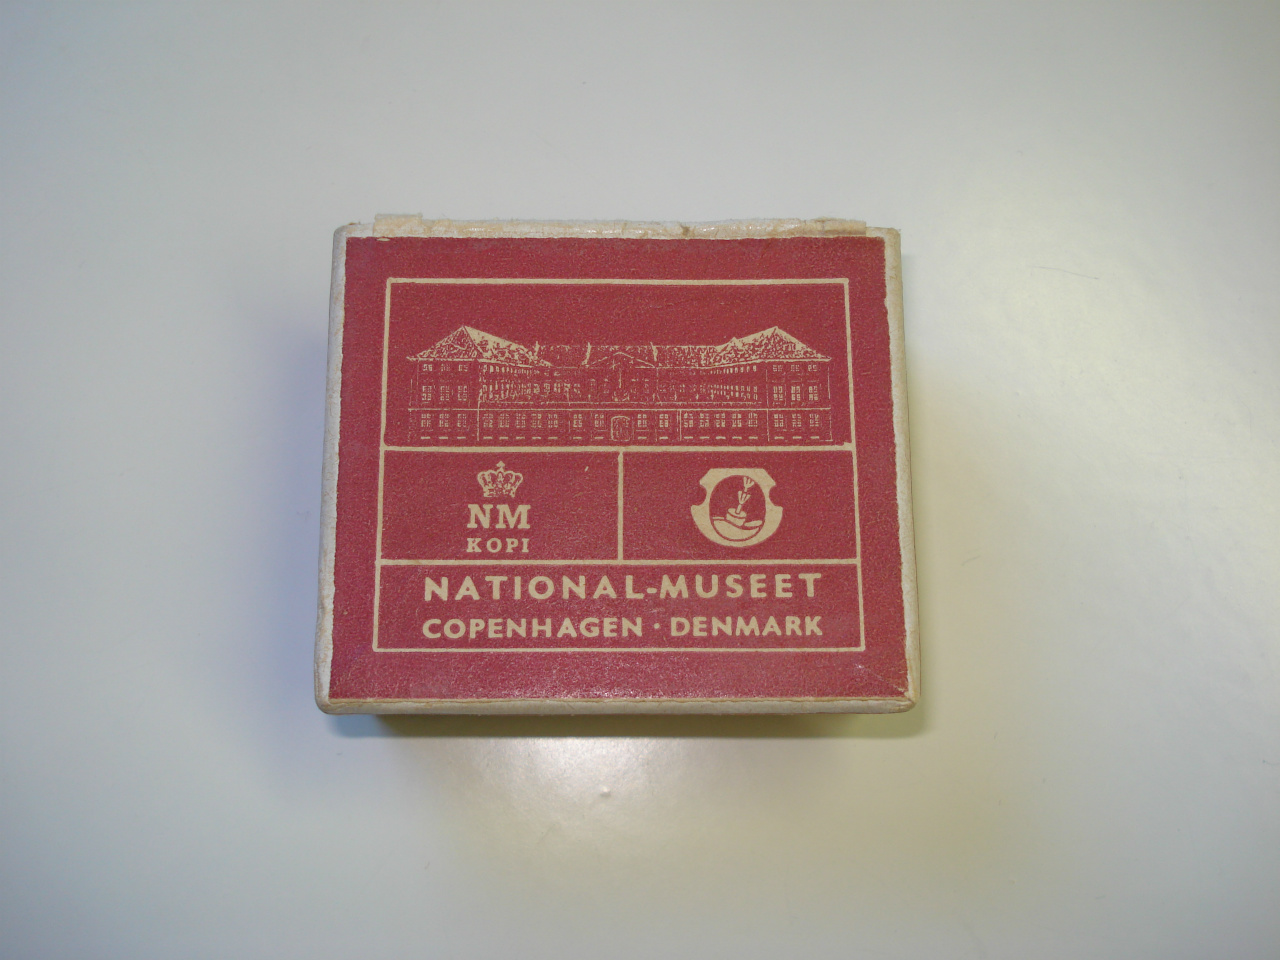 NM
KOPI
NATIONAL-MUSEET
COPENHAGEN · DENMARK